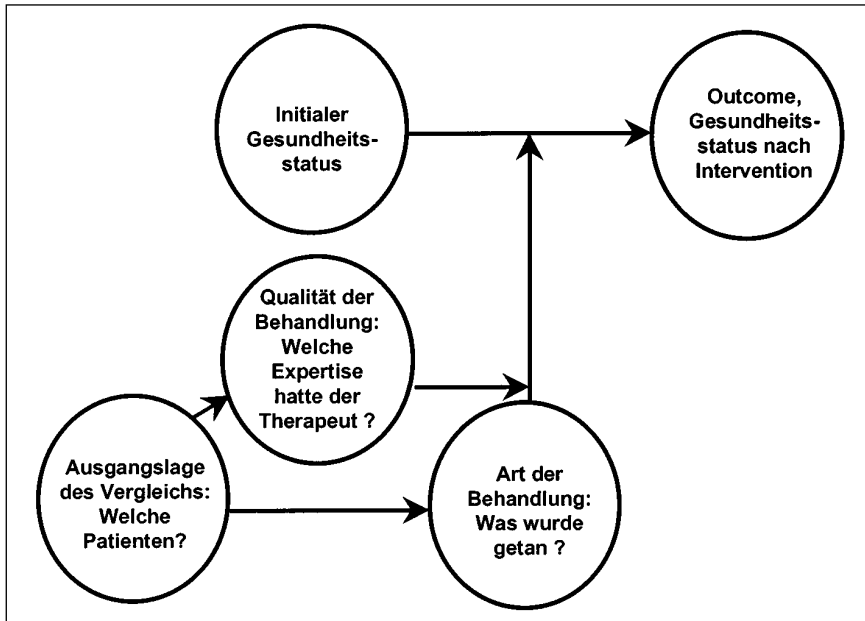 Initialer
Gesundheits-
status
Outcome,
Gesundheits-
status nach
Intervention
Qualität der
Behandlung:
Welche
Expertise
hatte der
Therapeut ?
Ausgangslage
des Vergleichs:
Welche
Patienten?
Art der
Behandlung:
Was wurde
getan ?